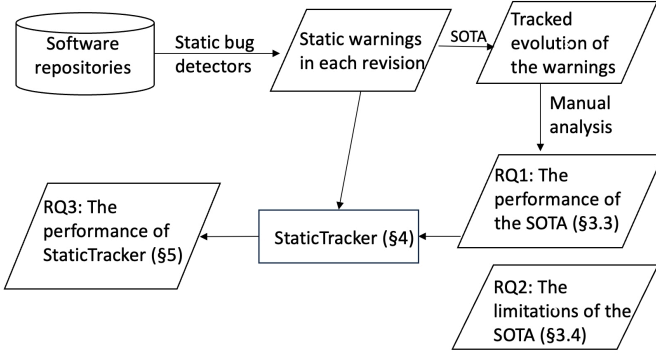 Software
repositories
Static bug
detectors
Static warnings
in each revision
SOTA
Tracked
evolution of
the warnings
Manual
analysis
RQ1: The
performance of
the SOTA (§3.3)
RQ3: The
performance of
StaticTracker (§5)
StaticTracker (§4)
RQ2: The
limitations of the
SOTA (§3.4)